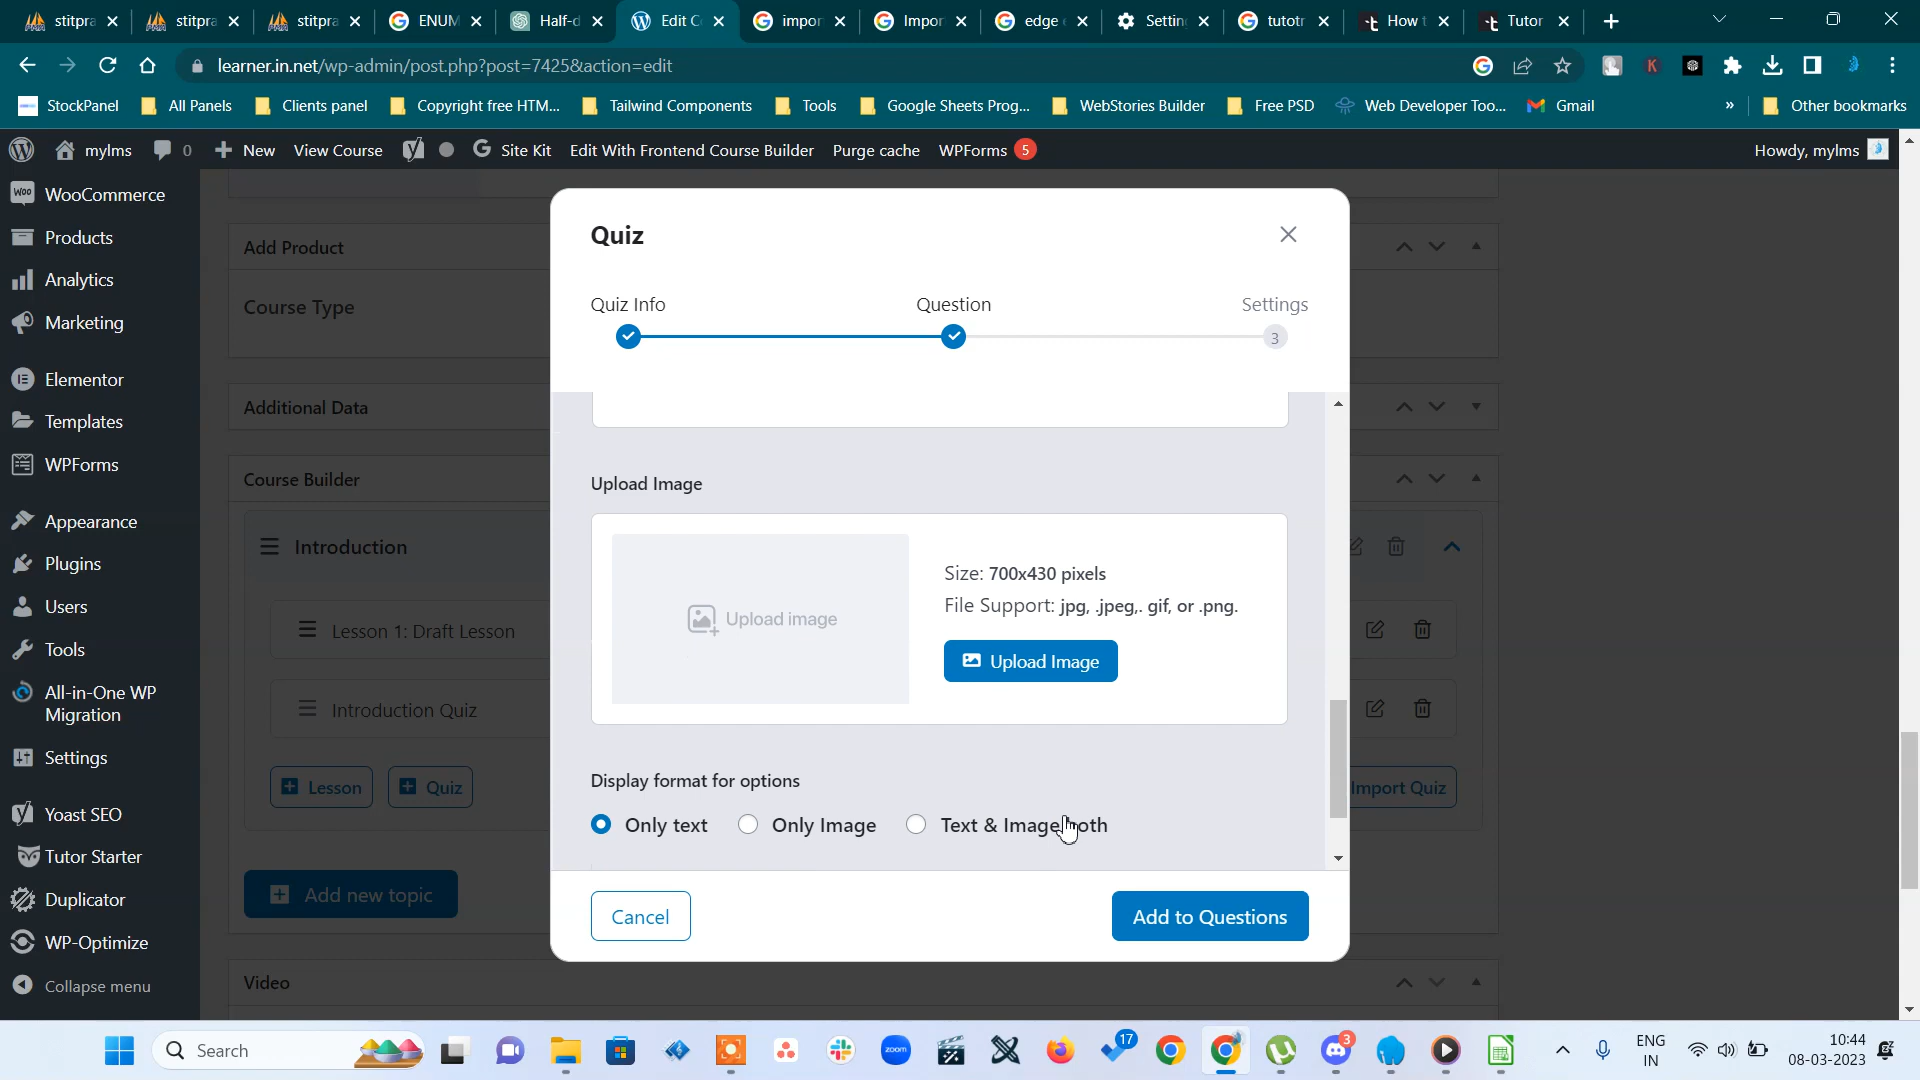 stitpra
stitpra
stitpra
ENUM
Half-d
Edit C
impor
Impor
edge
Settin
tutotr
How t
Tutor
learner.in.net/wp-admin/post.php?post=7425&action=edit
StockPanel
All Panels
Clients panel
Copyright free HTM...
Tailwind Components
Tools
Google Sheets Prog...
WebStories Builder
Free PSD
Web Developer Too...
Gmail
»
Other bookmarks
mylms
0
New
View Course
Site Kit
Edit With Frontend Course Builder
Purge cache
WPForms 5
Howdy, mylms
WooCommerce
Products
Analytics
Marketing
Elementor
Templates
WPForms
Appearance
Plugins
Users
Tools
All-in-One WP
Migration
Settings
Yoast SEO
Tutor Starter
Duplicator
WP-Optimize
Collapse menu
Add Product
Course Type
Additional Data
Course Builder
Introduction
Lesson 1: Draft Lesson
Introduction Quiz
Lesson
Quiz
Import Quiz
Add new topic
Video
Quiz
Quiz Info
Question
Settings
3
Upload Image
Upload image
Size: 700x430 pixels
File Support: jpg, .jpeg,. gif, or .png.
Upload Image
Display format for options
Only text
Only Image
Text & Image both
Cancel
Add to Questions
Search
zoom
17
3
ENG
IN
10:44
08-03-2023